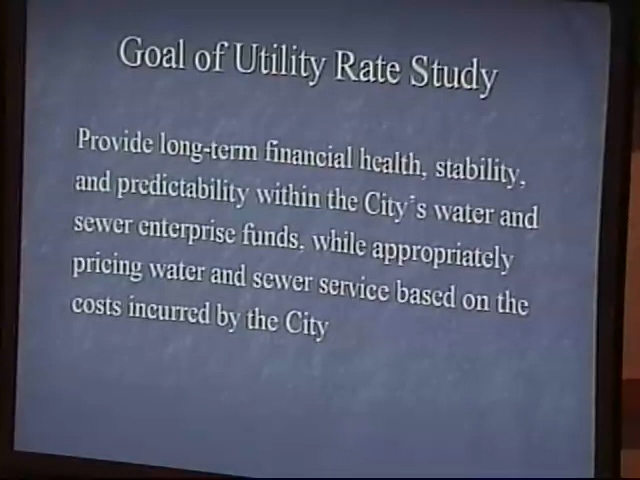 Goal of Utility Rate Study
Provide long-term financial health, stability,
and predictability within the City's water and
sewer enterprise funds, while appropriately
pricing water and sewer service based on the
costs incurred by the City